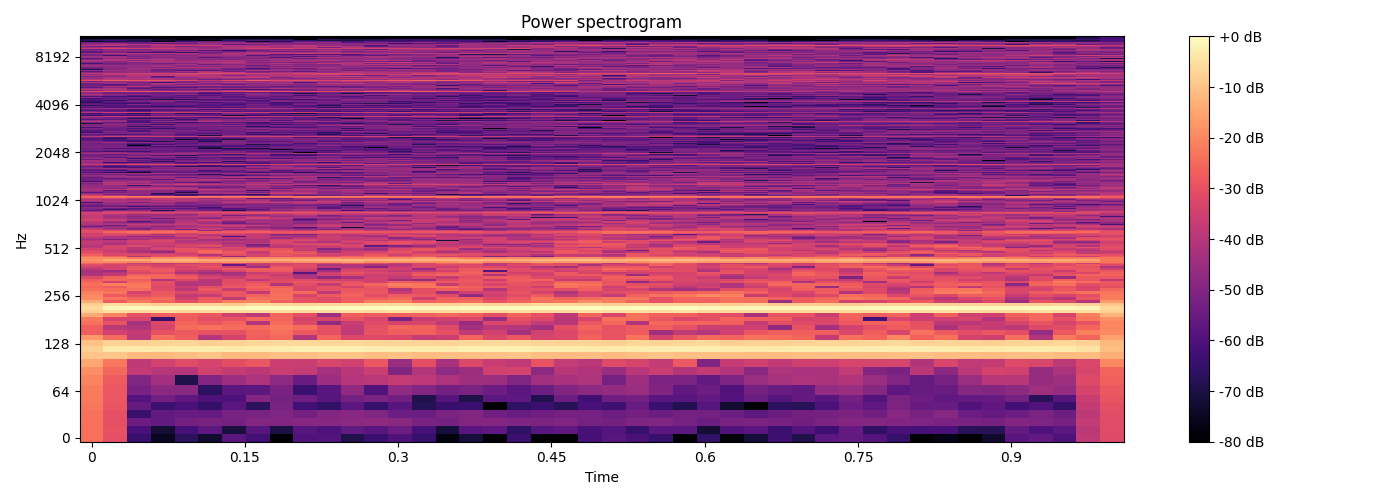 Power spectrogram
Hz
8192
4096
2048
1024
512
256
128
64
0
0 0.15 0.3 0.45 0.6 0.75 0.9
Time
+0 dB
-10 dB
-20 dB
-30 dB
-40 dB
-50 dB
-60 dB
-70 dB
-80 dB